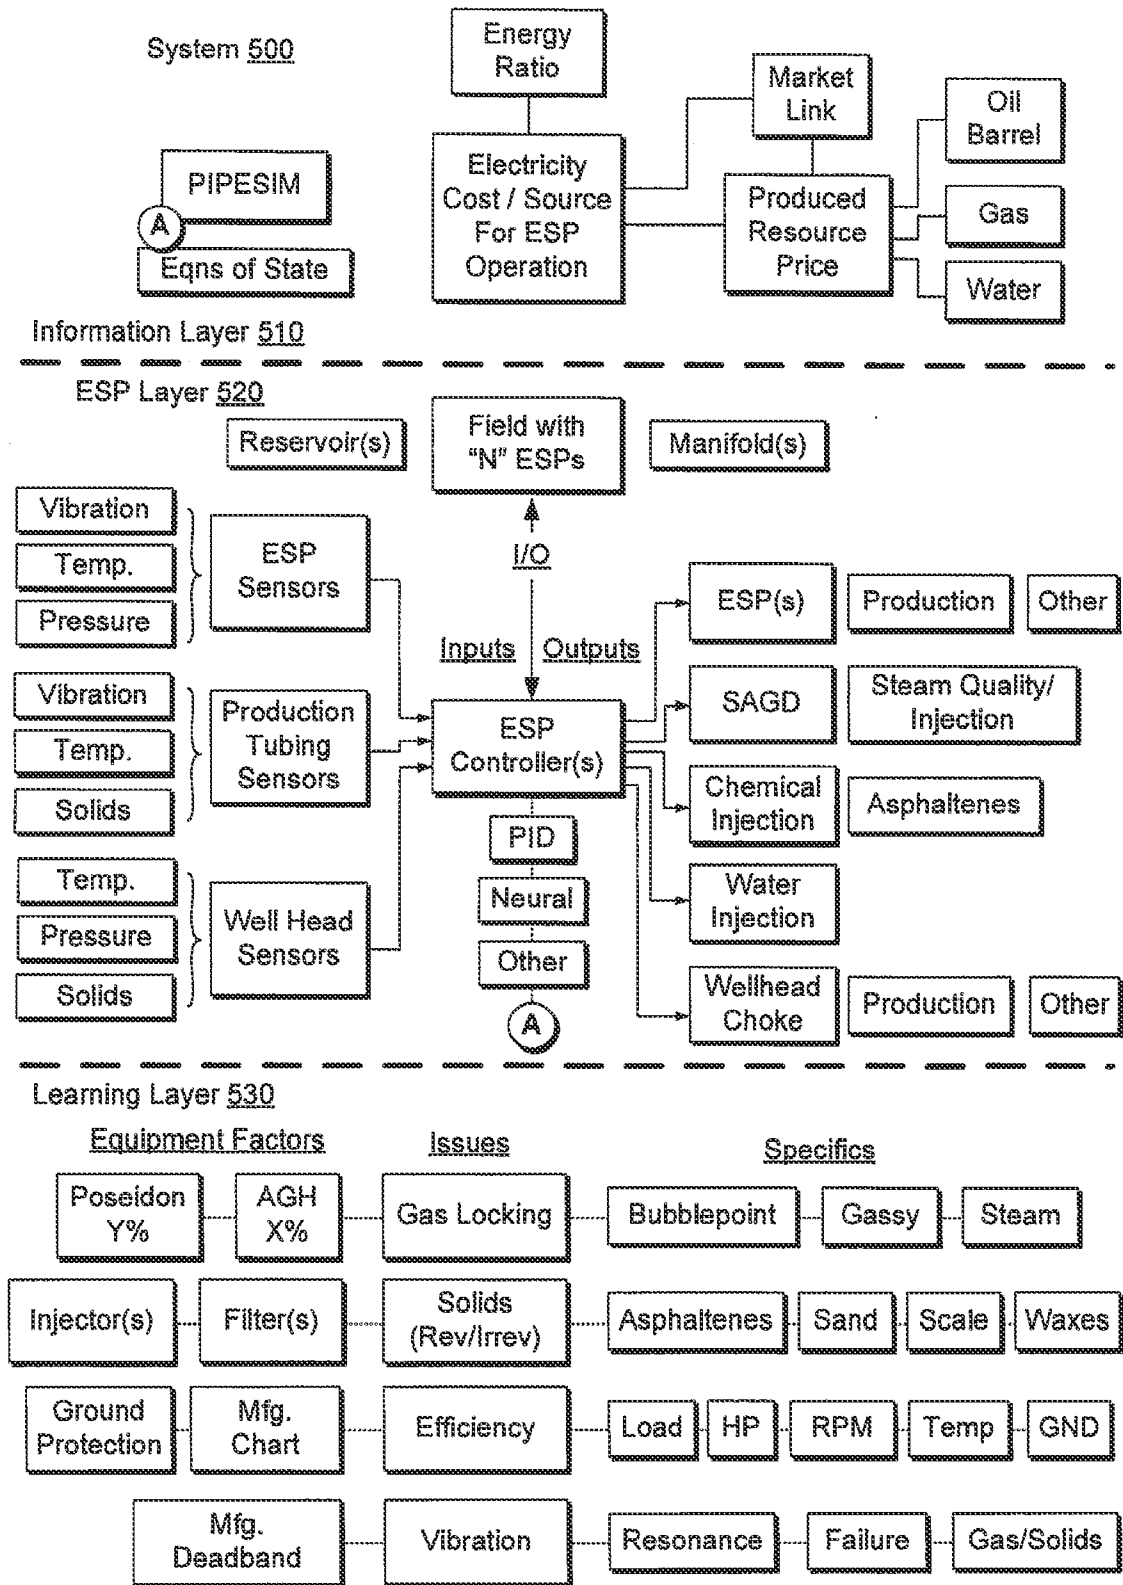 System 500
Energy
Ratio
Market
Link
Oil
Barrel
PIPESIM
A
Eqns of State
Electricity
Cost / Source
For ESP
Operation
Produced
Resource
Price
Gas
Water
Information Layer 510
ESP Layer 520
Reservoir(s)
Field with
"N" ESPs
Manifold(s)
Vibration
Temp.
Pressure
ESP
Sensors
I/O
Inputs
Outputs
Vibration
Temp.
Solids
Production
Tubing
Sensors
ESP
Controller(s)
Temp.
Pressure
Solids
Well Head
Sensors
PID
Neural
Other
A
ESP(s)
Production
Other
SAGD
Steam Quality/
Injection
Chemical
Injection
Asphaltenes
Water
Injection
Wellhead
Choke
Production
Other
Learning Layer 530
Equipment Factors
Issues
Specifics
Poseidon
Y%
AGH
X%
Gas Locking
Bubblepoint
Gassy
Steam
Injector(s)
Filter(s)
Solids
(Rev/Irrev)
Asphaltenes
Sand
Scale
Waxes
Ground
Protection
Mfg.
Chart
Efficiency
Load
HP
RPM
Temp
GND
Mfg.
Deadband
Vibration
Resonance
Failure
Gas/Solids